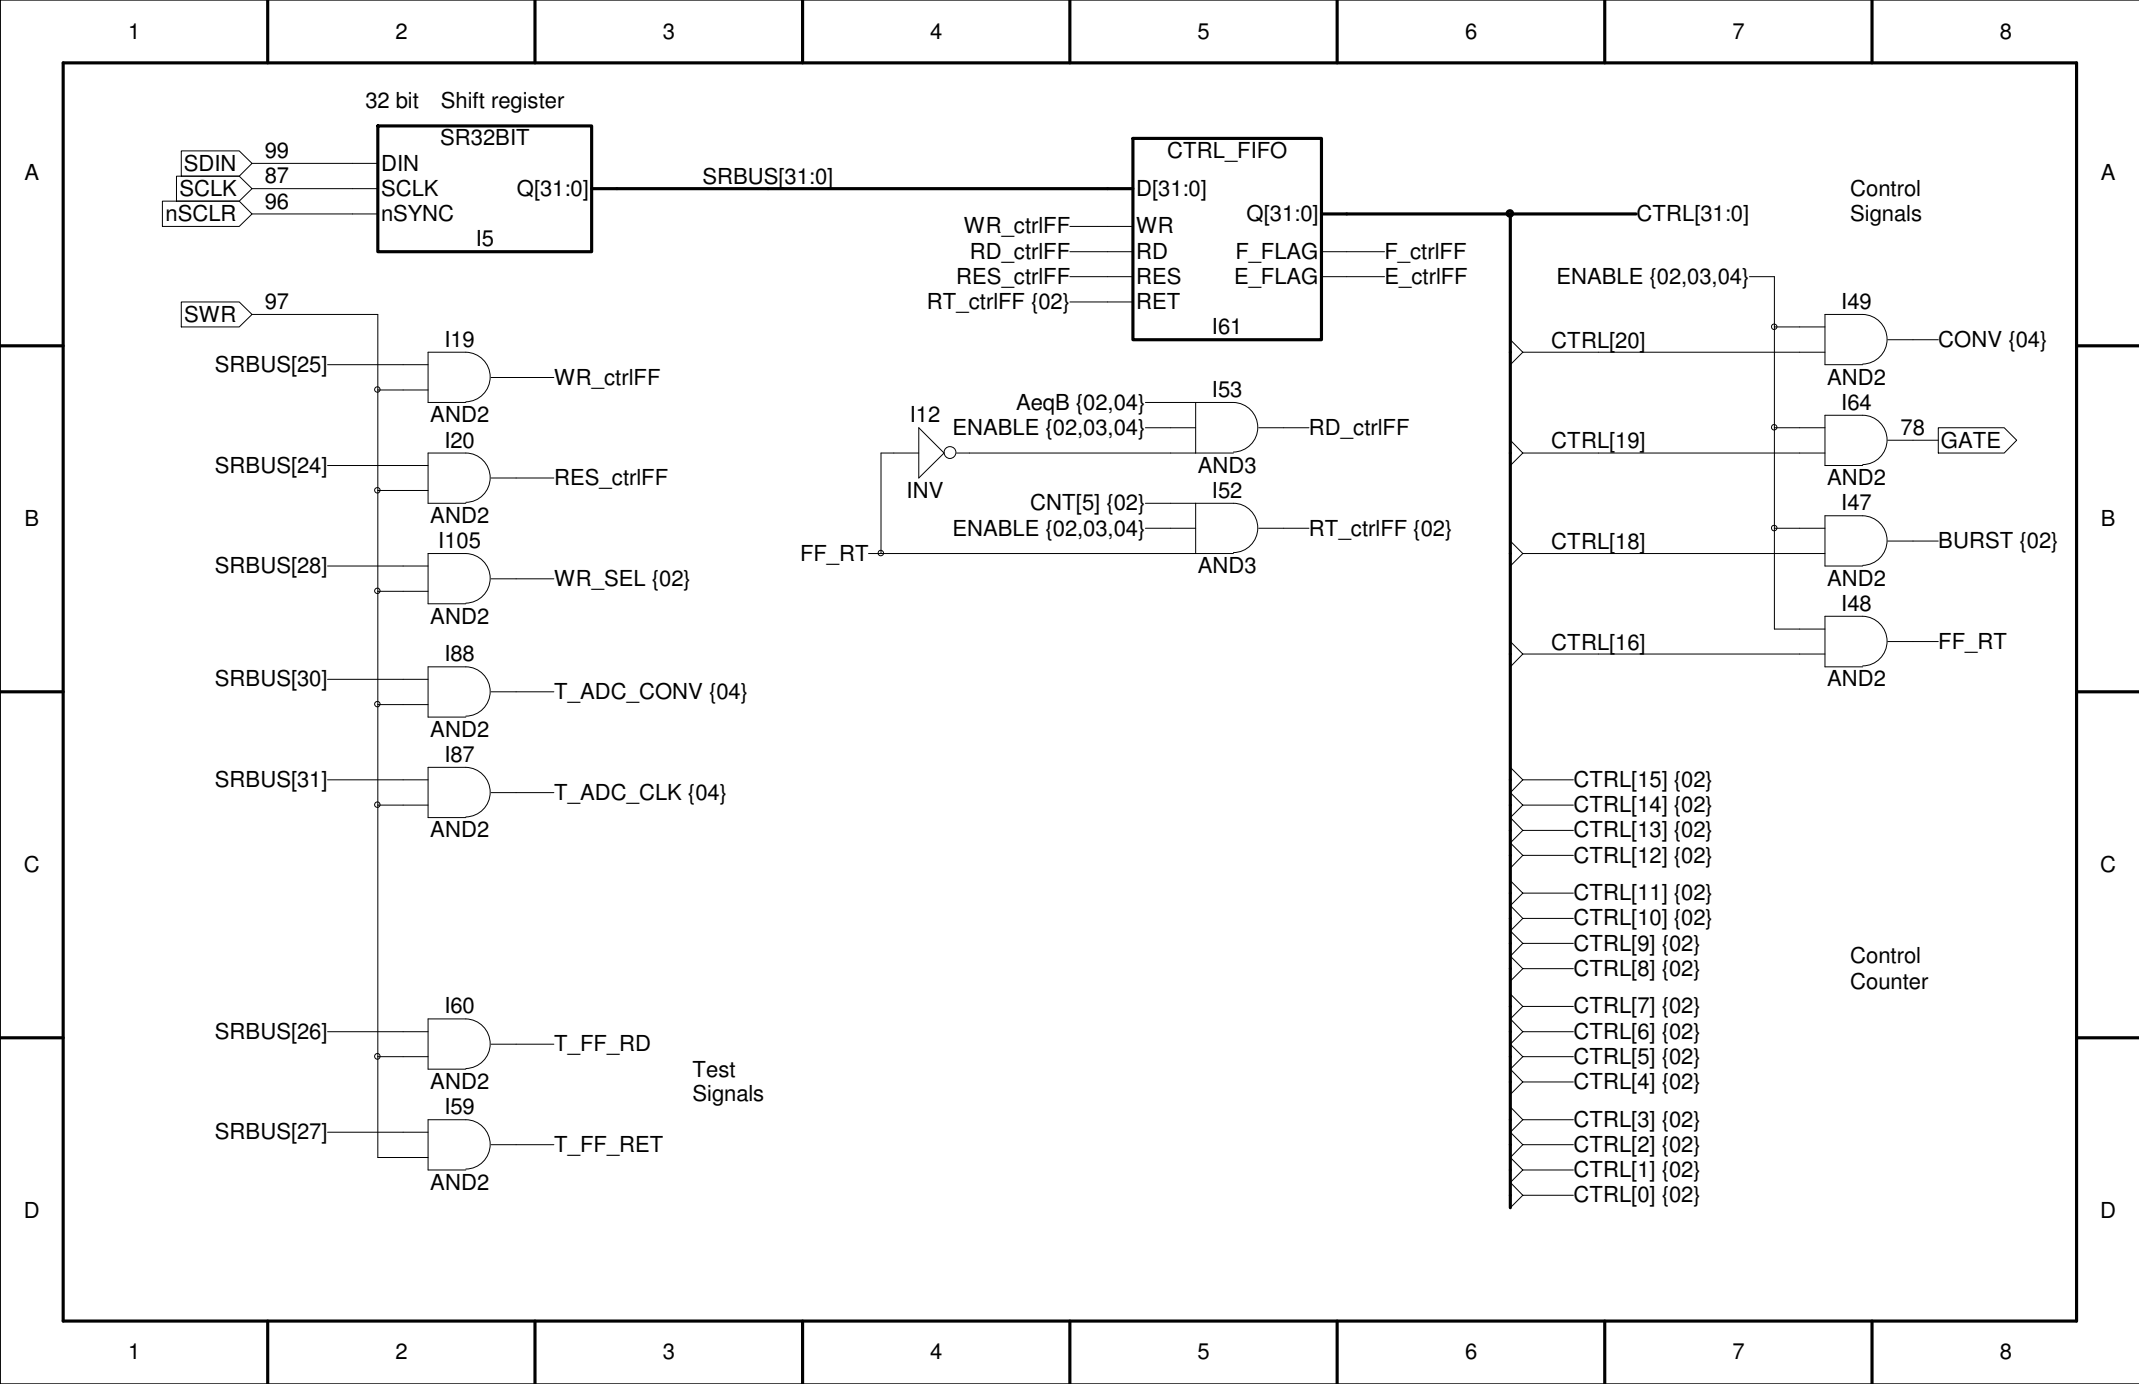 1 2 3 4 5 6 7 8
A
B
C
D
32 bit Shift register
SR32BIT
SDIN 99 DIN
SCLK 87 SCLK Q[31:0]
nSCLR 96 nSYNC
I5
SRBUS[31:0]
SWR 97
I19
SRBUS[25] WR_ctrlFF
AND2
I20
SRBUS[24] RES_ctrlFF
AND2
I105
SRBUS[28] WR_SEL {02}
AND2
I88
SRBUS[30] T_ADC_CONV {04}
AND2
I87
SRBUS[31] T_ADC_CLK {04}
AND2
I60
SRBUS[26] T_FF_RD
AND2
I59
SRBUS[27] T_FF_RET
AND2
Test
Signals
CTRL_FIFO
D[31:0]
WR_ctrlFF WR Q[31:0]
RD_ctrlFF RD F_FLAG F_ctrlFF
RES_ctrlFF RES E_FLAG E_ctrlFF
RT_ctrlFF {02} RET
I61
I53
AeqB {02,04}
I12 ENABLE {02,03,04} RD_ctrlFF
INV
AND3
I52
CNT[5] {02}
ENABLE {02,03,04} RT_ctrlFF {02}
FF_RT
AND3
CTRL[31:0]
Control
Signals
ENABLE {02,03,04}
I49
CTRL[20] CONV {04}
AND2
I64
CTRL[19] 78 GATE
AND2
I47
CTRL[18] BURST {02}
AND2
I48
CTRL[16] FF_RT
AND2
CTRL[15] {02}
CTRL[14] {02}
CTRL[13] {02}
CTRL[12] {02}
CTRL[11] {02}
CTRL[10] {02}
CTRL[9] {02}
CTRL[8] {02}
CTRL[7] {02}
CTRL[6] {02}
CTRL[5] {02}
CTRL[4] {02}
CTRL[3] {02}
CTRL[2] {02}
CTRL[1] {02}
CTRL[0] {02}
Control
Counter
A
B
C
D
1 2 3 4 5 6 7 8